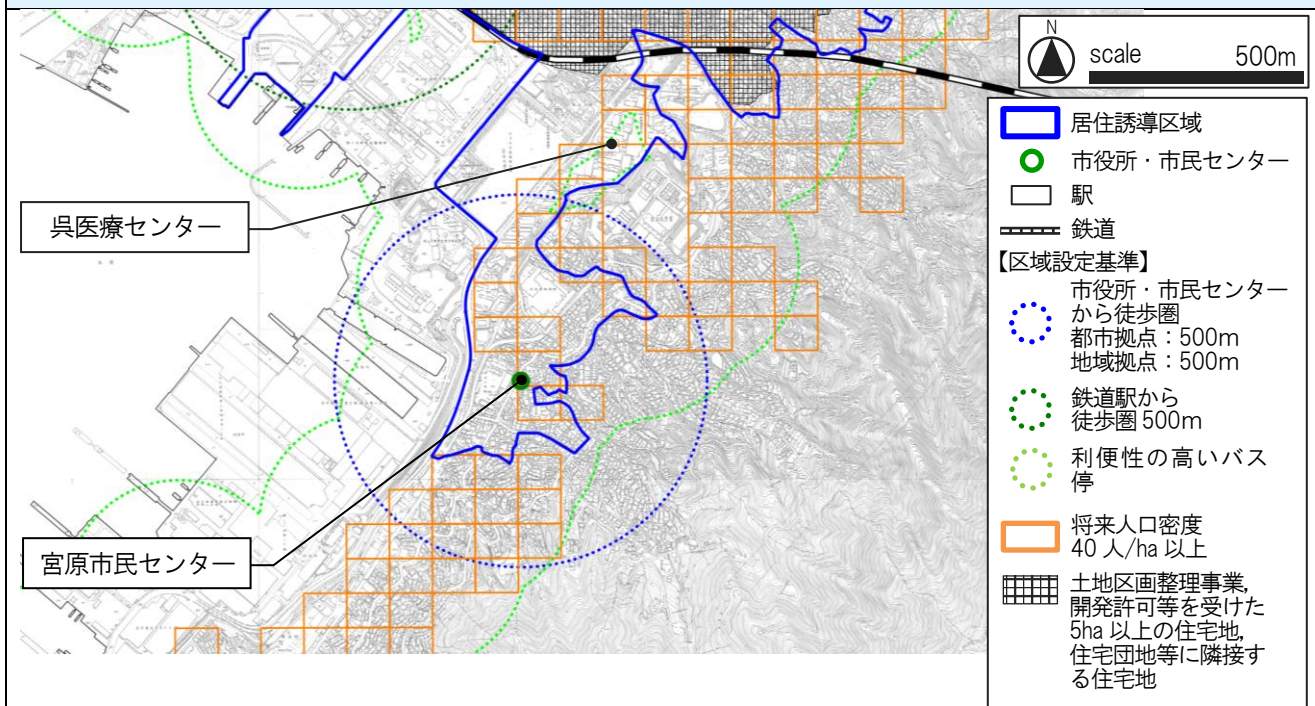 N
scale 500m
居住誘導区域
市役所・市民センター
駅
鉄道
【区域設定基準】
市役所・市民センター
から徒歩圏
都市拠点：500m
地域拠点：500m
鉄道駅から
徒歩圏500m
利便性の高いバス
停
将来人口密度
40 人/ha 以上
土地区画整理事業,
開発許可等を受けた
5ha 以上の住宅地,
住宅団地等に隣接す
る住宅地
呉医療センター
宮原市民センター